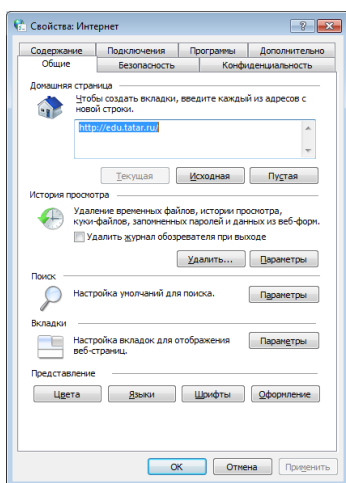 Свойства: Интернет
Содержание Подключения Программы Дополнительно
Общие Безопасность Конфиденциальность
Домашняя страница
Чтобы создать вкладки, введите каждый из адресов с
новой строки.
http://edu.tatar.ru/
Текущая Исходная Пустая
История просмотра
Удаление временных файлов, истории просмотра,
куки-файлов, запомненных паролей и данных из веб-форм.
Удалить журнал обозревателя при выходе
Удалить... Параметры
Поиск
Настройка умолчаний для поиска. Параметры
Вкладки
Настройка вкладок для отображения
веб-страниц. Параметры
Представление
Цвета Языки Шрифты Оформление
ОК Отмена Применить